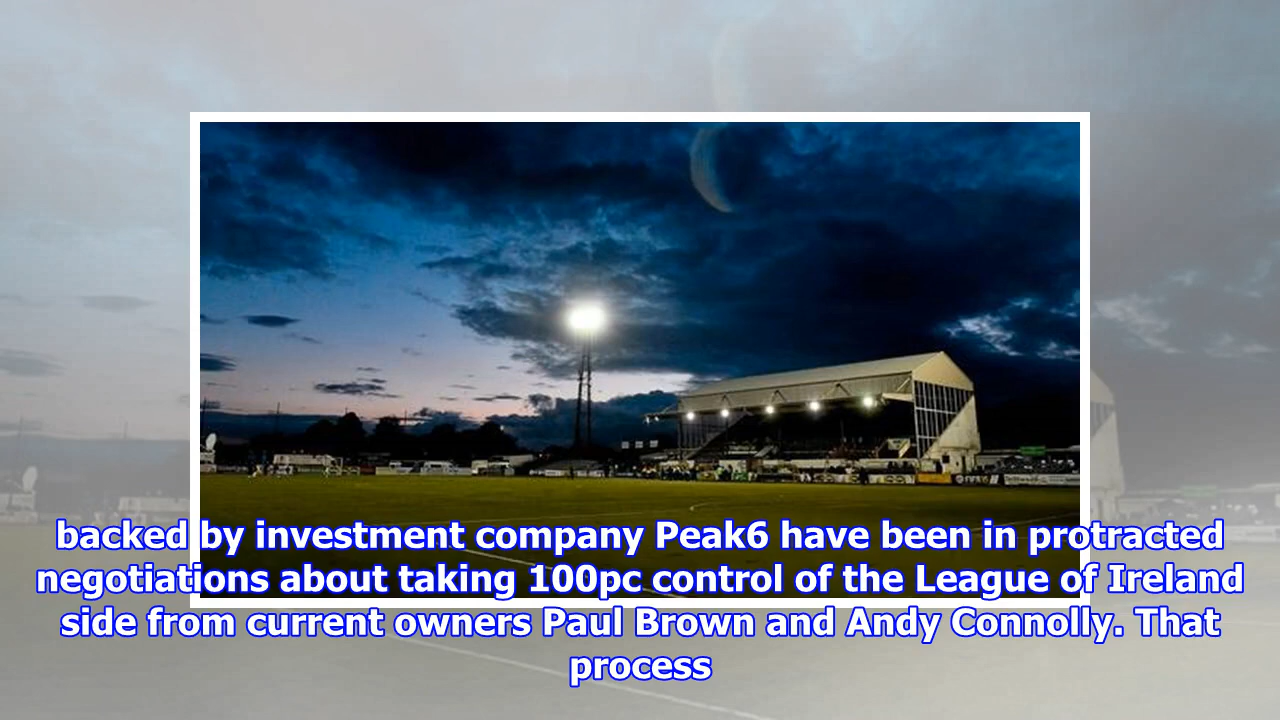 backed by investment company Peak6 have been in protracted
negotiations about taking 100pc control of the League of Ireland
side from current owners Paul Brown and Andy Connolly. That
process